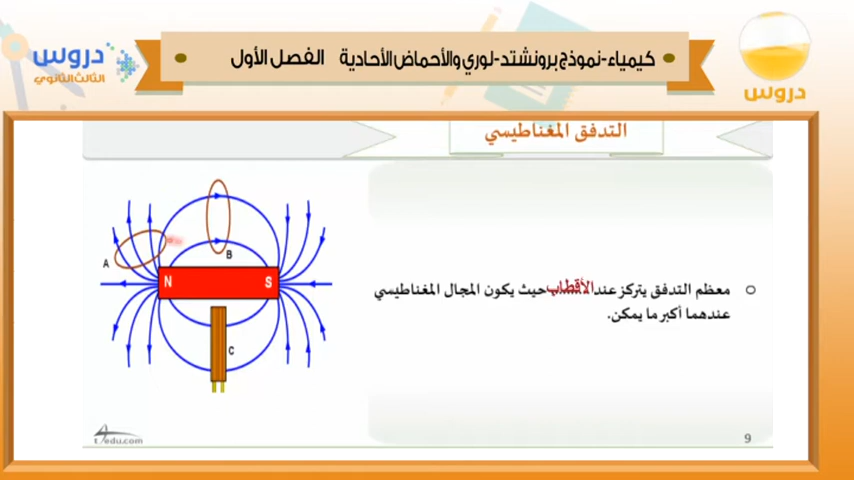 دروس
الثالث الثانوي
كيمياء-نموذج برونشتد-لوري والأحماض الأحادية الفصل الأول
دروس
التدفق المغناطيسي
A
B
N
S
C
معظم التدفق يتركز عند الأقطاب حيث يكون المجال المغناطيسي
عندهما أكبر ما يمكن.
t4edu.com
9